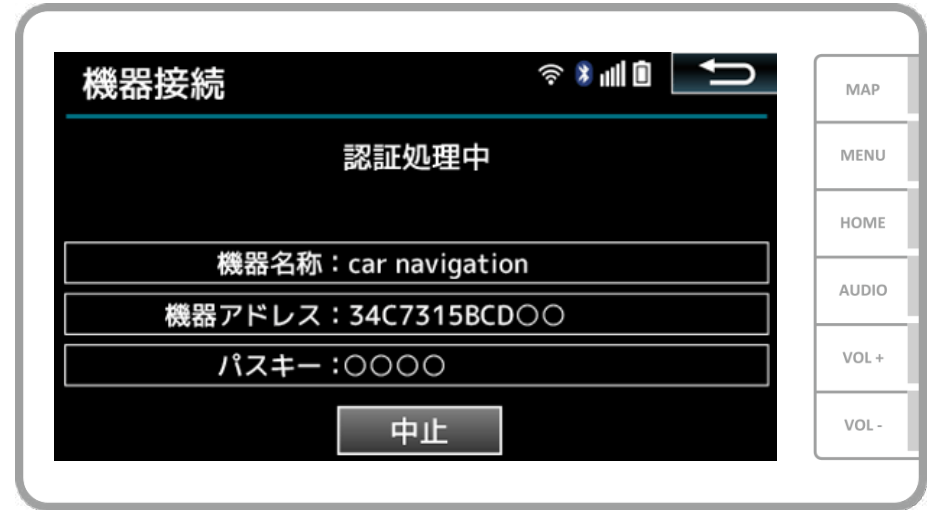 機器接続
認証処理中
機器名称：car navigation
機器アドレス：34C7315BCD○○
パスキー：○○○○
中止
MAP
MENU
HOME
AUDIO
VOL +
VOL -